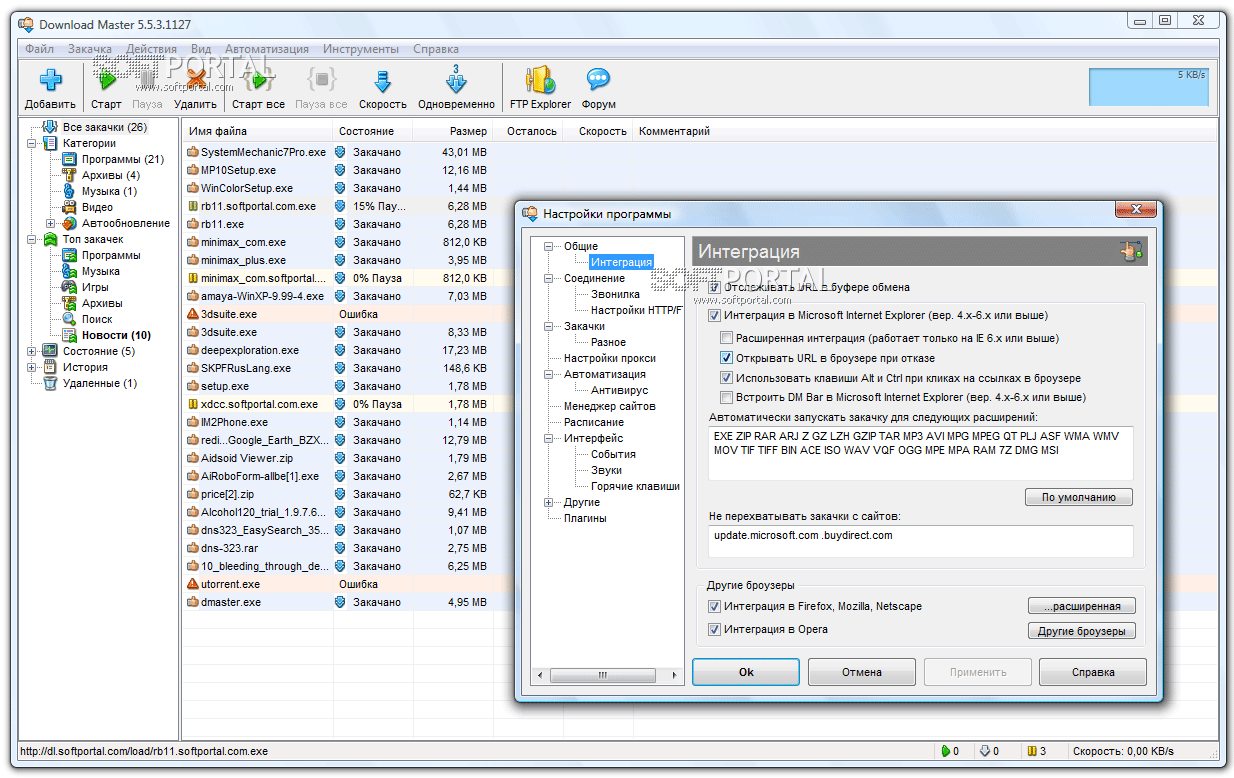 Download Master 5.5.3.1127
Файл Закачка Действия Вид Автоматизация Инструменты Справка
SOFTPORTAL
www.softportal.com
Добавить Старт Пауза Удалить Старт все Пауза все Скорость 3 Одновременно FTP Explorer Форум 5 KB/s
Все закачки (26)
Категории
Программы (21)
Архивы (4)
Музыка (1)
Видео
Автообновление
Топ закачек
Программы
Музыка
Игры
Архивы
Поиск
Новости (10)
Состояние (5)
История
Удаленные (1)
Имя файла Состояние Размер Осталось Скорость Комментарий
SystemMechanic7Pro.exe Закачано 43,01 MB
MP10Setup.exe Закачано 12,16 MB
WinColorSetup.exe Закачано 1,44 MB
rb11.softportal.com.exe 15% Пау... 6,28 MB
rb11.exe Закачано 6,28 MB
minimax_com.exe Закачано 812,0 KB
minimax_plus.exe Закачано 3,95 MB
minimax_com.softportal.... 0% Пауза 812,0 KB
amaya-WinXP-9.99-4.exe Закачано 7,03 MB
3dsuite.exe Ошибка
3dsuite.exe Закачано 8,33 MB
deepexploration.exe Закачано 17,23 MB
SKPFRusLang.exe Закачано 148,6 KB
setup.exe Закачано 1,78 MB
xdcc.softportal.com.exe 0% Пауза 1,78 MB
IM2Phone.exe Закачано 1,14 MB
redi...Google_Earth_BZX... Закачано 12,79 MB
Aidsoid Viewer.zip Закачано 1,79 MB
AiRoboForm-allbe[1].exe Закачано 2,67 MB
price[2].zip Закачано 62,7 KB
Alcohol120_trial_1.9.7.6... Закачано 9,41 MB
dns323_EasySearch_35... Закачано 1,07 MB
dns-323.rar Закачано 2,75 MB
10_bleeding_through_de... Закачано 6,25 MB
utorrent.exe Ошибка
dmaster.exe Закачано 4,95 MB
Настройки программы
Общие
Интеграция
Соединение
Звонилка
Настройки HTTP/F
Закачки
Разное
Настройки прокси
Автоматизация
Антивирус
Менеджер сайтов
Расписание
Интерфейс
События
Звуки
Горячие клавиши
Другие
Плагины
Интеграция
SOFTPORTAL
www.softportal.com
Отслеживать URL в буфере обмена
Интеграция в Microsoft Internet Explorer (вер. 4.x-6.x или выше)
Расширенная интеграция (работает только на IE 6.x или выше)
Открывать URL в браузере при отказе
Использовать клавиши Alt и Ctrl при кликах на ссылках в броузере
Встроить DM Bar в Microsoft Internet Explorer (вер. 4.x-6.x или выше)
Автоматически запускать закачку для следующих расширений:
EXE ZIP RAR ARJ Z GZ LZH GZIP TAR MP3 AVI MPG MPEG QT PLJ ASF WMA WMV
MOV TIF TIFF BIN ACE ISO WAV VQF OGG MPE MPA RAM 7Z DMG MSI
По умолчанию
Не перехватывать закачки с сайтов:
update.microsoft.com .buydirect.com
Другие броузеры
Интеграция в Firefox, Mozilla, Netscape ...расширенная
Интеграция в Opera Другие броузеры
Ok Отмена Применить Справка
http://dl.softportal.com/load/rb11.softportal.com.exe 0 0 3 Скорость: 0,00 KB/s